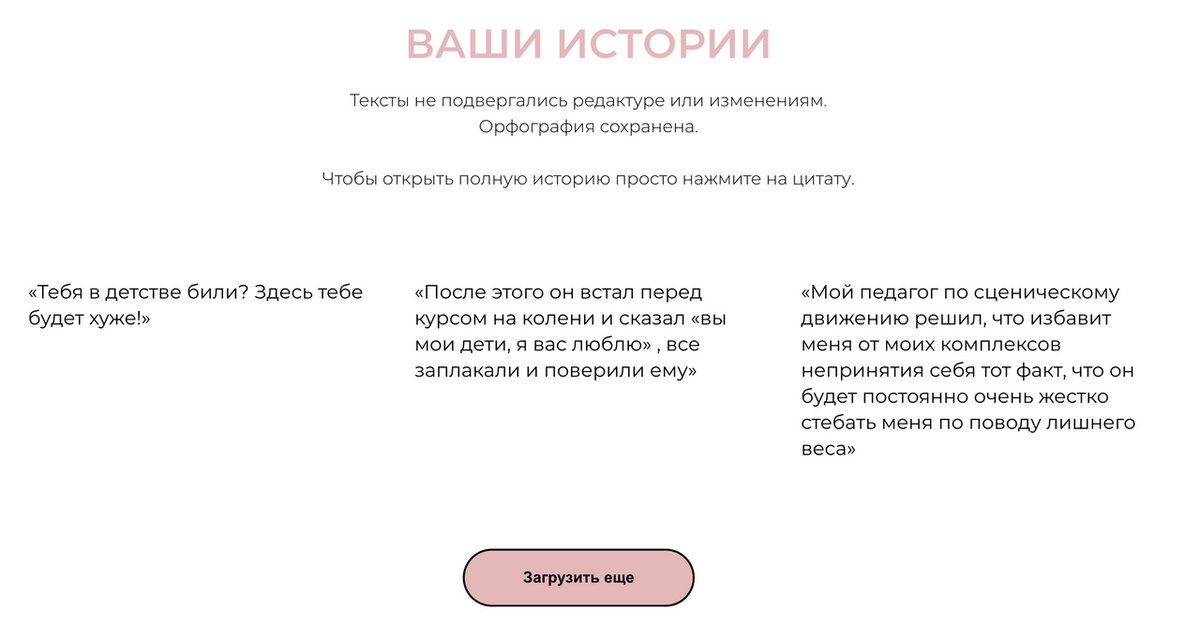 ВАШИ ИСТОРИИ
Тексты не подвергались редактуре или изменениям.
Орфография сохранена.
Чтобы открыть полную историю просто нажмите на цитату.
«Тебя в детстве били? Здесь тебе
будет хуже!»
«После этого он встал перед
курсом на колени и сказал «вы
мои дети, я вас люблю» , все
заплакали и поверили ему»
«Мой педагог по сценическому
движению решил, что избавит
меня от моих комплексов
непринятия себя тот факт, что он
будет постоянно очень жестко
стебать меня по поводу лишнего
веса»
Загрузить еще